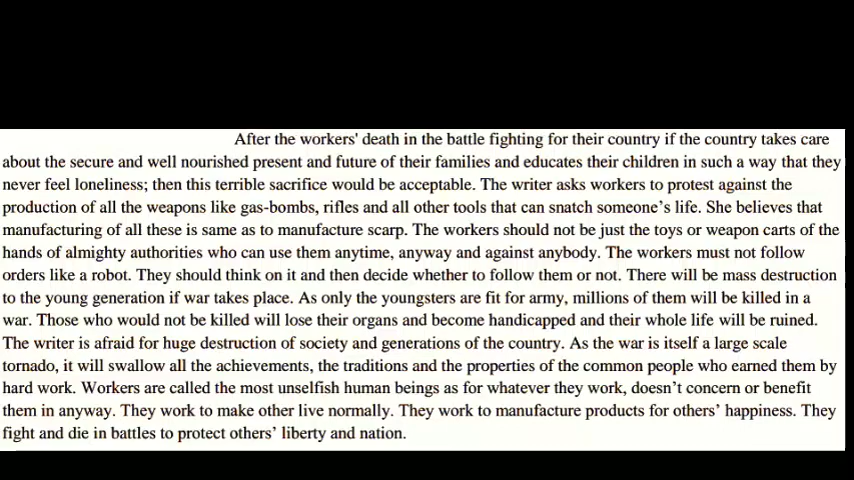 After the workers' death in the battle fighting for their country if the country takes care
about the secure and well nourished present and future of their families and educates their children in such a way that they
never feel loneliness; then this terrible sacrifice would be acceptable. The writer asks workers to protest against the
production of all the weapons like gas-bombs, rifles and all other tools that can snatch someone’s life. She believes that
manufacturing of all these is same as to manufacture scarp. The workers should not be just the toys or weapon carts of the
hands of almighty authorities who can use them anytime, anyway and against anybody. The workers must not follow
orders like a robot. They should think on it and then decide whether to follow them or not. There will be mass destruction
to the young generation if war takes place. As only the youngsters are fit for army, millions of them will be killed in a
war. Those who would not be killed will lose their organs and become handicapped and their whole life will be ruined.
The writer is afraid for huge destruction of society and generations of the country. As the war is itself a large scale
tornado, it will swallow all the achievements, the traditions and the properties of the common people who earned them by
hard work. Workers are called the most unselfish human beings as for whatever they work, doesn’t concern or benefit
them in anyway. They work to make other live normally. They work to manufacture products for others’ happiness. They
fight and die in battles to protect others’ liberty and nation.